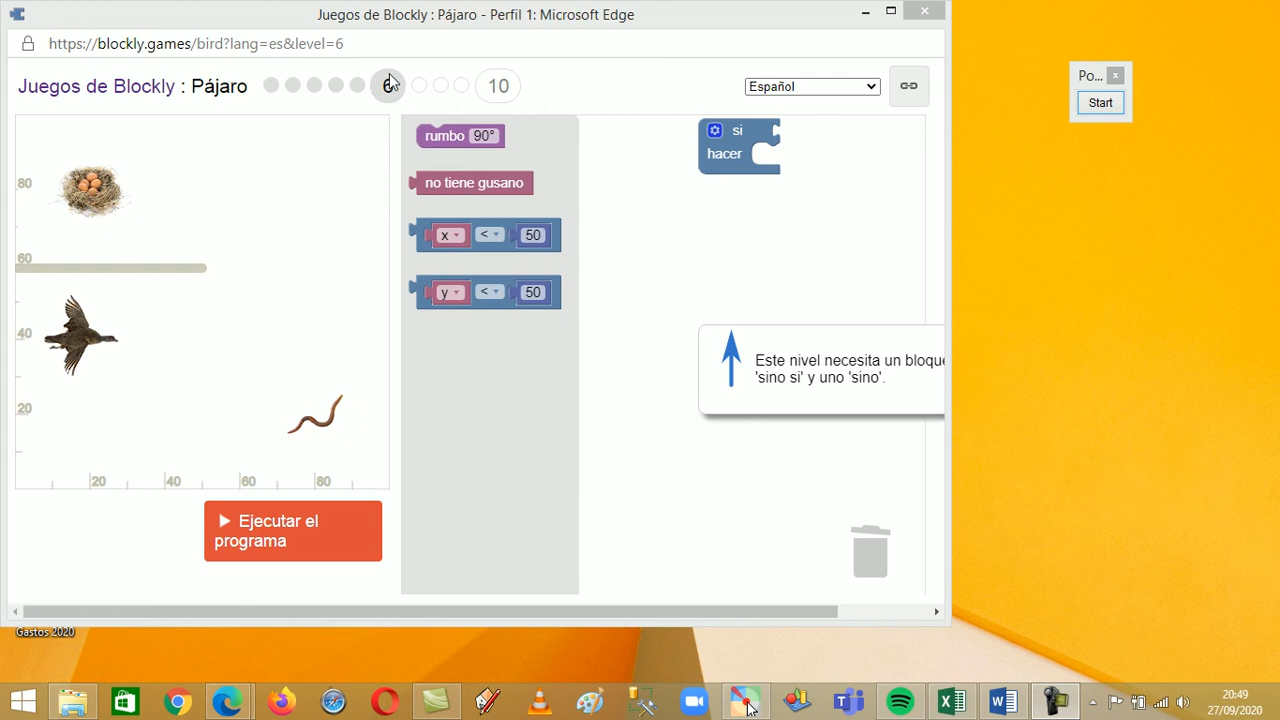 Juegos de Blockly : Pájaro - Perfil 1: Microsoft Edge
https://blockly.games/bird?lang=es&level=6
Juegos de Blockly : Pájaro 6 10 Español
Po...
Start
80
60
40
20
20 40 60 80
Ejecutar el
programa
rumbo 90°
no tiene gusano
x < 50
y < 50
si
hacer
Este nivel necesita un bloque
'sino si' y uno 'sino'.
Gastos 2020
20:49
27/09/2020